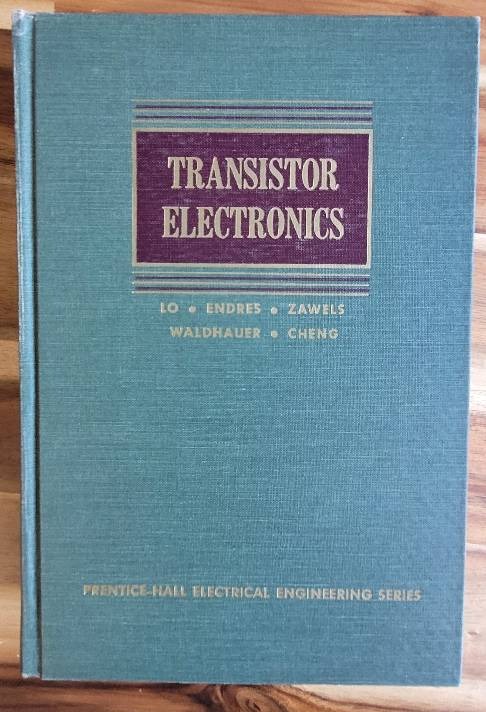 TRANSISTOR
ELECTRONICS
LO • ENDRES • ZAWELS
WALDHAUER • CHENG
PRENTICE-HALL ELECTRICAL ENGINEERING SERIES